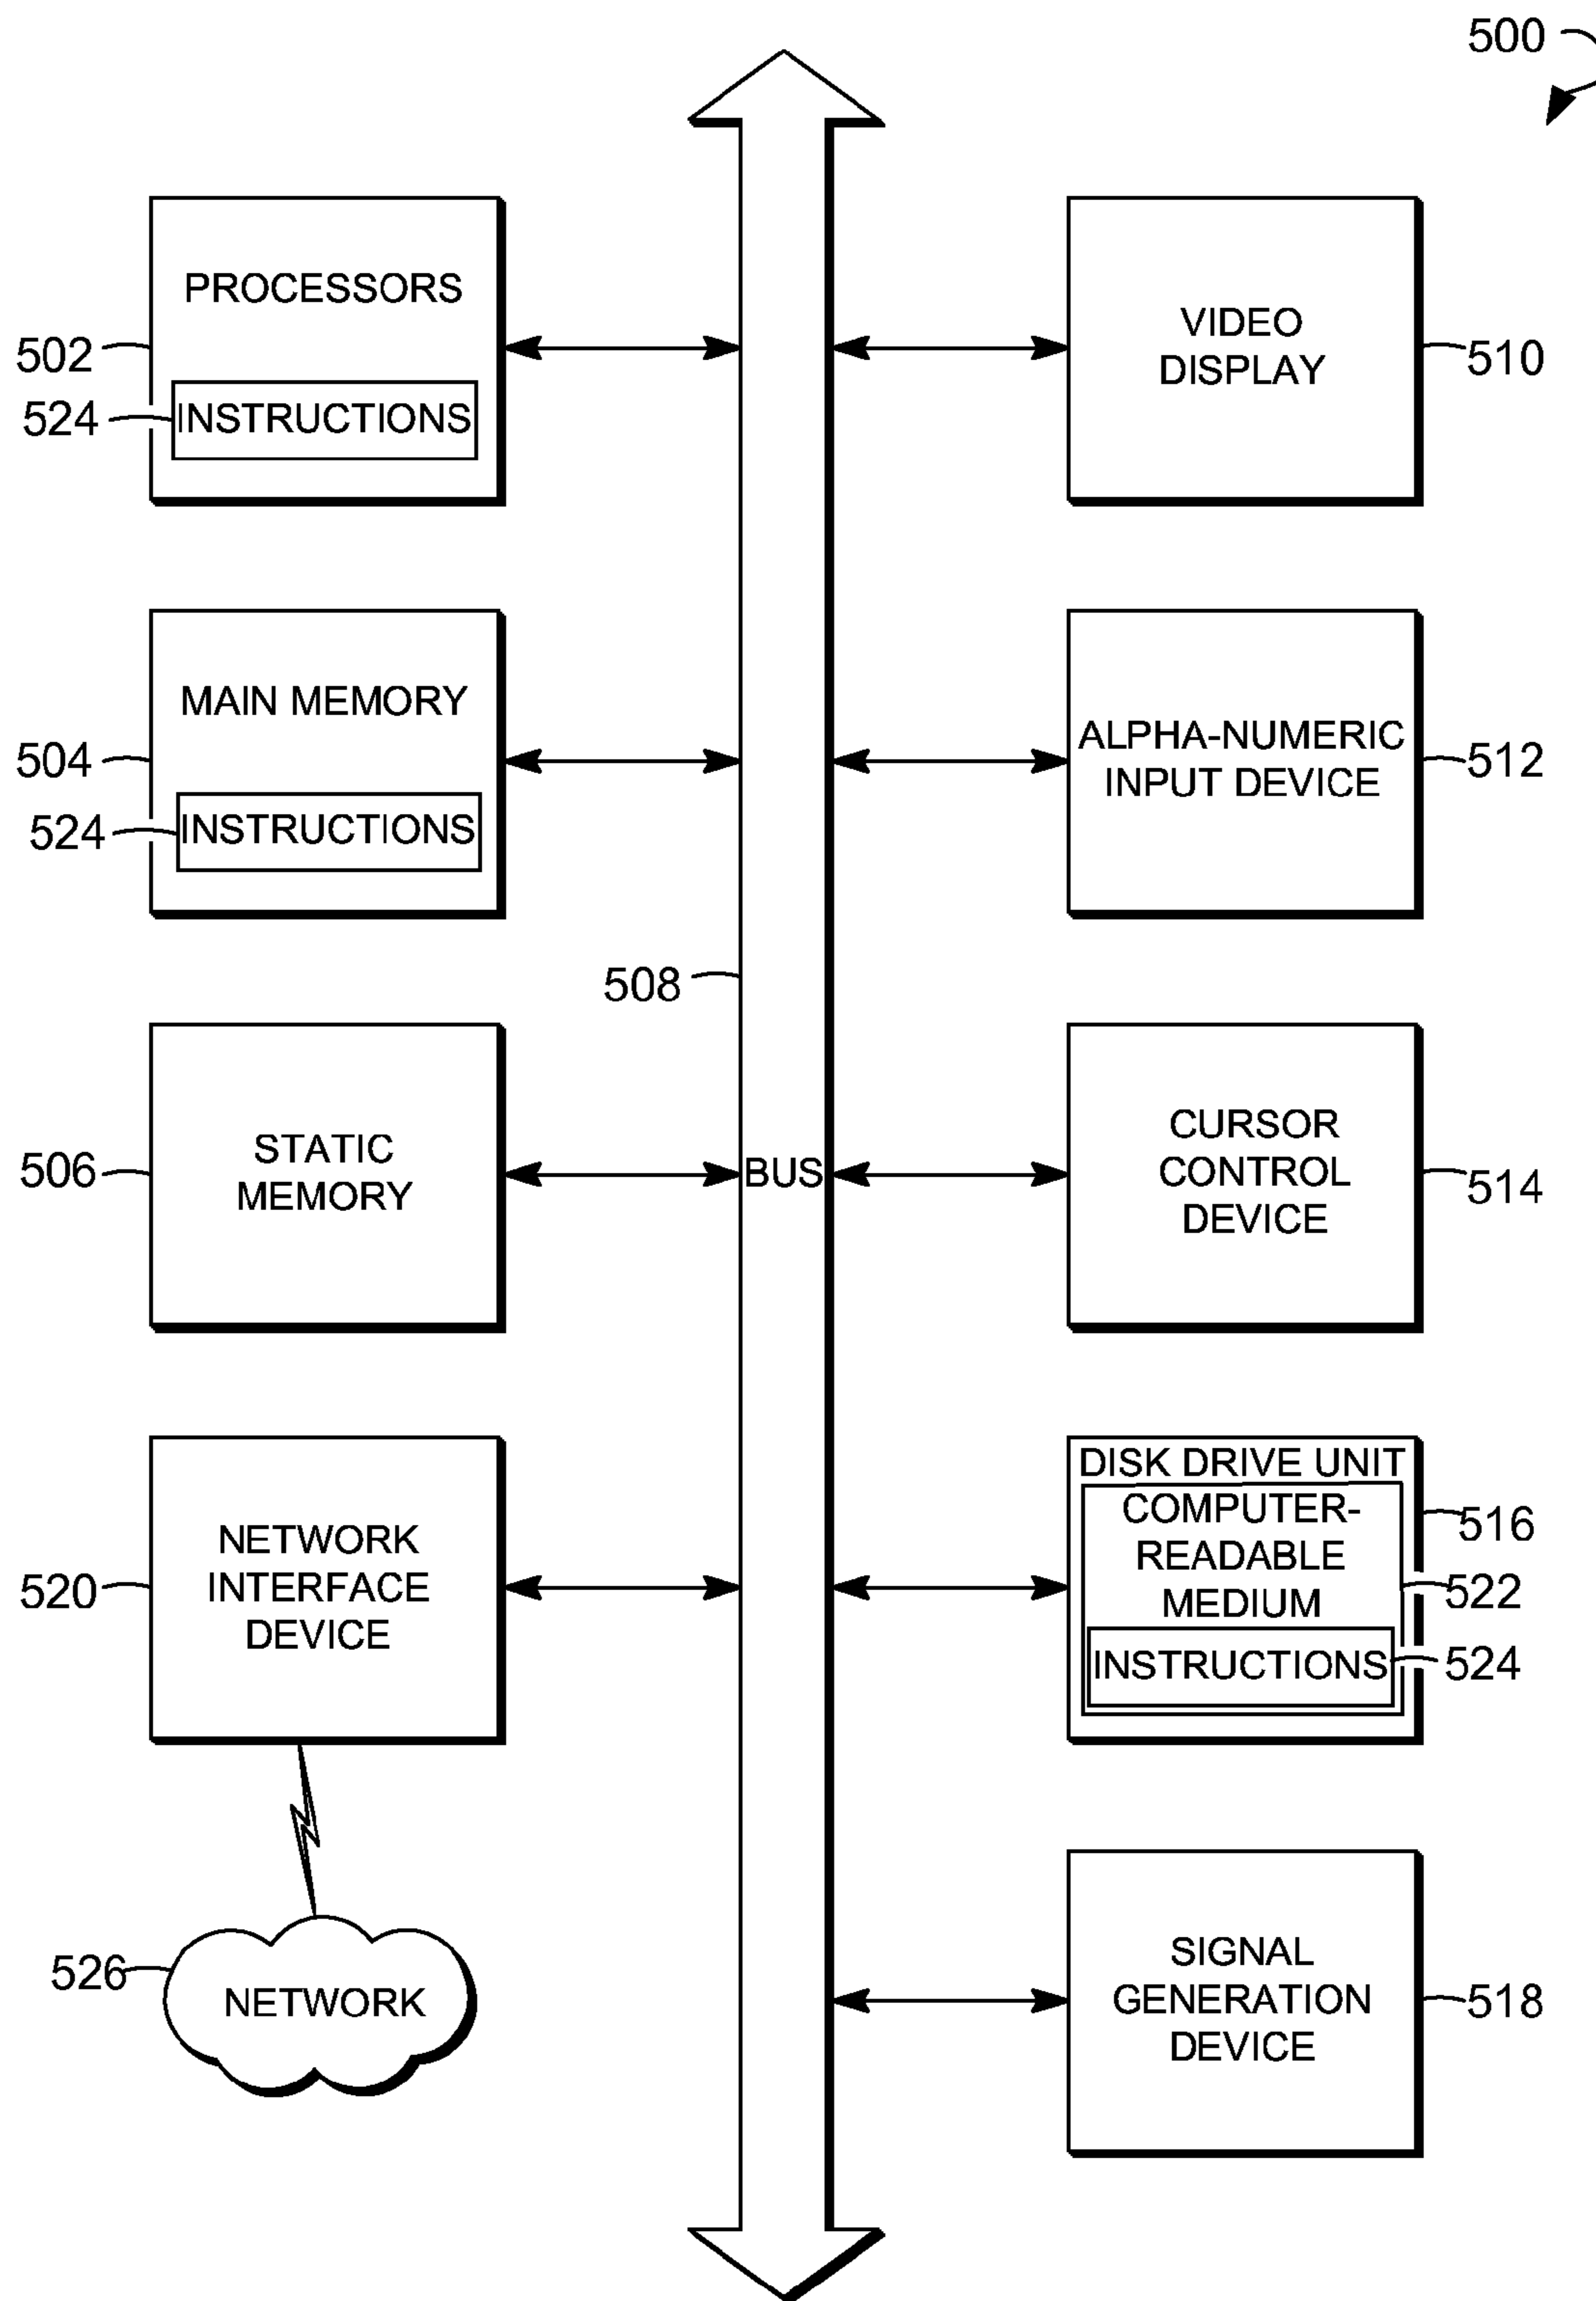 500
PROCESSORS
502
524
INSTRUCTIONS
VIDEO
DISPLAY
510
MAIN MEMORY
504
524
INSTRUCTIONS
ALPHA-NUMERIC
INPUT DEVICE
512
508
STATIC
MEMORY
506
BUS
CURSOR
CONTROL
DEVICE
514
NETWORK
INTERFACE
DEVICE
520
DISK DRIVE UNIT
COMPUTER-
READABLE
MEDIUM
516
522
INSTRUCTIONS
524
526
NETWORK
SIGNAL
GENERATION
DEVICE
518